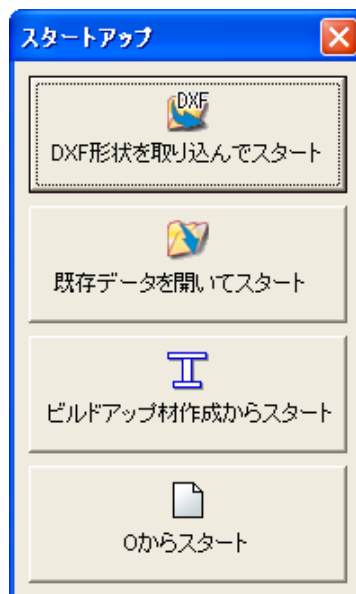 スタートアップ
DXF
DXF形状を取り込んでスタート
既存データを開いてスタート
ビルドアップ材作成からスタート
0からスタート